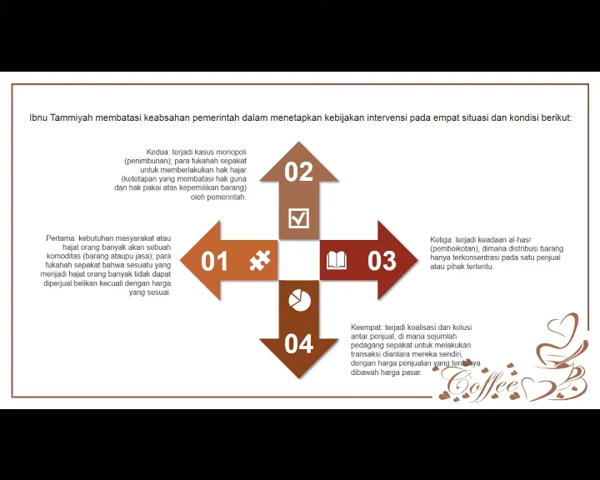 Ibnu Tammiyah membatasi keabsahan pemerintah dalam menetapkan kebijakan intervensi pada empat situasi dan kondisi berikut:
01
Pertama: kebutuhan masyarakat atau
hajat orang banyak akan sebuah
komoditas (barang ataupu jasa); para
fukahah sepakat bahwa sesuatu yang
menjadi hajat orang banyak tidak dapat
diperjual belikan kecuali dengan harga
yang sesuai.
02
Kedua: terjadi kasus monopoli
(penimbunan); para fukahah sepakat
untuk memberlakukan hak hajar
(ketetapan yang membatasi hak guna
dan hak pakai atas kepemilikan barang)
oleh pemerintah.
03
Ketiga: terjadi keadaan al-hasr
(pemboikotan), dimana distribusi barang
hanya terkonsentrasi pada satu penjual
atau pihak tertentu.
04
Keempat: terjadi koalisasi dan kolusi
antar penjual, di mana sejumlah
pedagang sepakat untuk melakukan
transaksi diantara mereka sendiri,
dengan harga penjualan yang tentunya
dibawah harga pasar.
Coffee